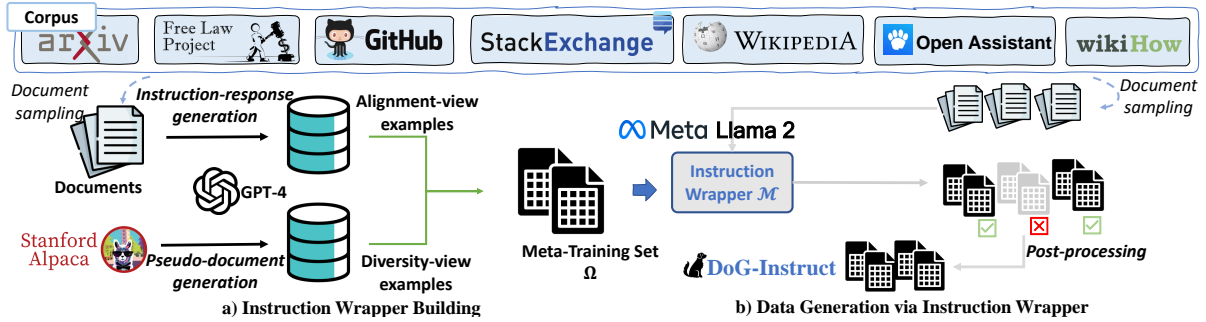 Corpus
arXiv
Free Law
Project
GitHub
StackExchange
WIKIPEDIA
Open Assistant
wikiHow
Document
sampling
Instruction-response
generation
Alignment-view
examples
Documents
GPT-4
Stanford
Alpaca
Pseudo-document
generation
Diversity-view
examples
Meta-Training Set
Ω
a) Instruction Wrapper Building
Document
sampling
Meta Llama 2
Instruction
Wrapper ℳ
Post-processing
DoG-Instruct
b) Data Generation via Instruction Wrapper